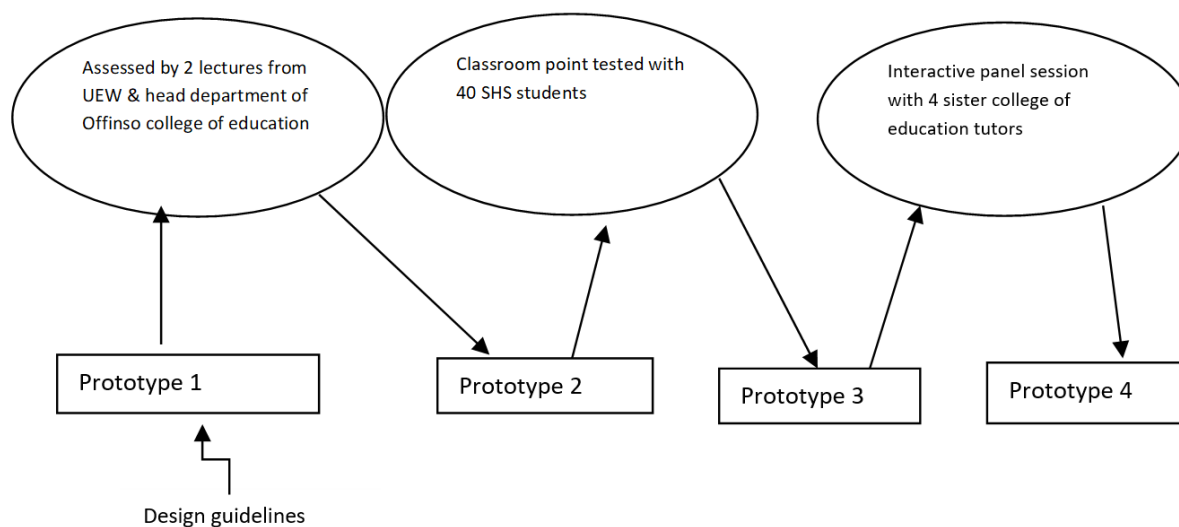 Assessed by 2 lectures from
UEW & head department of
Offinso college of education
Classroom point tested with
40 SHS students
Interactive panel session
with 4 sister college of
education tutors
Prototype 1
Prototype 2
Prototype 3
Prototype 4
Design guidelines